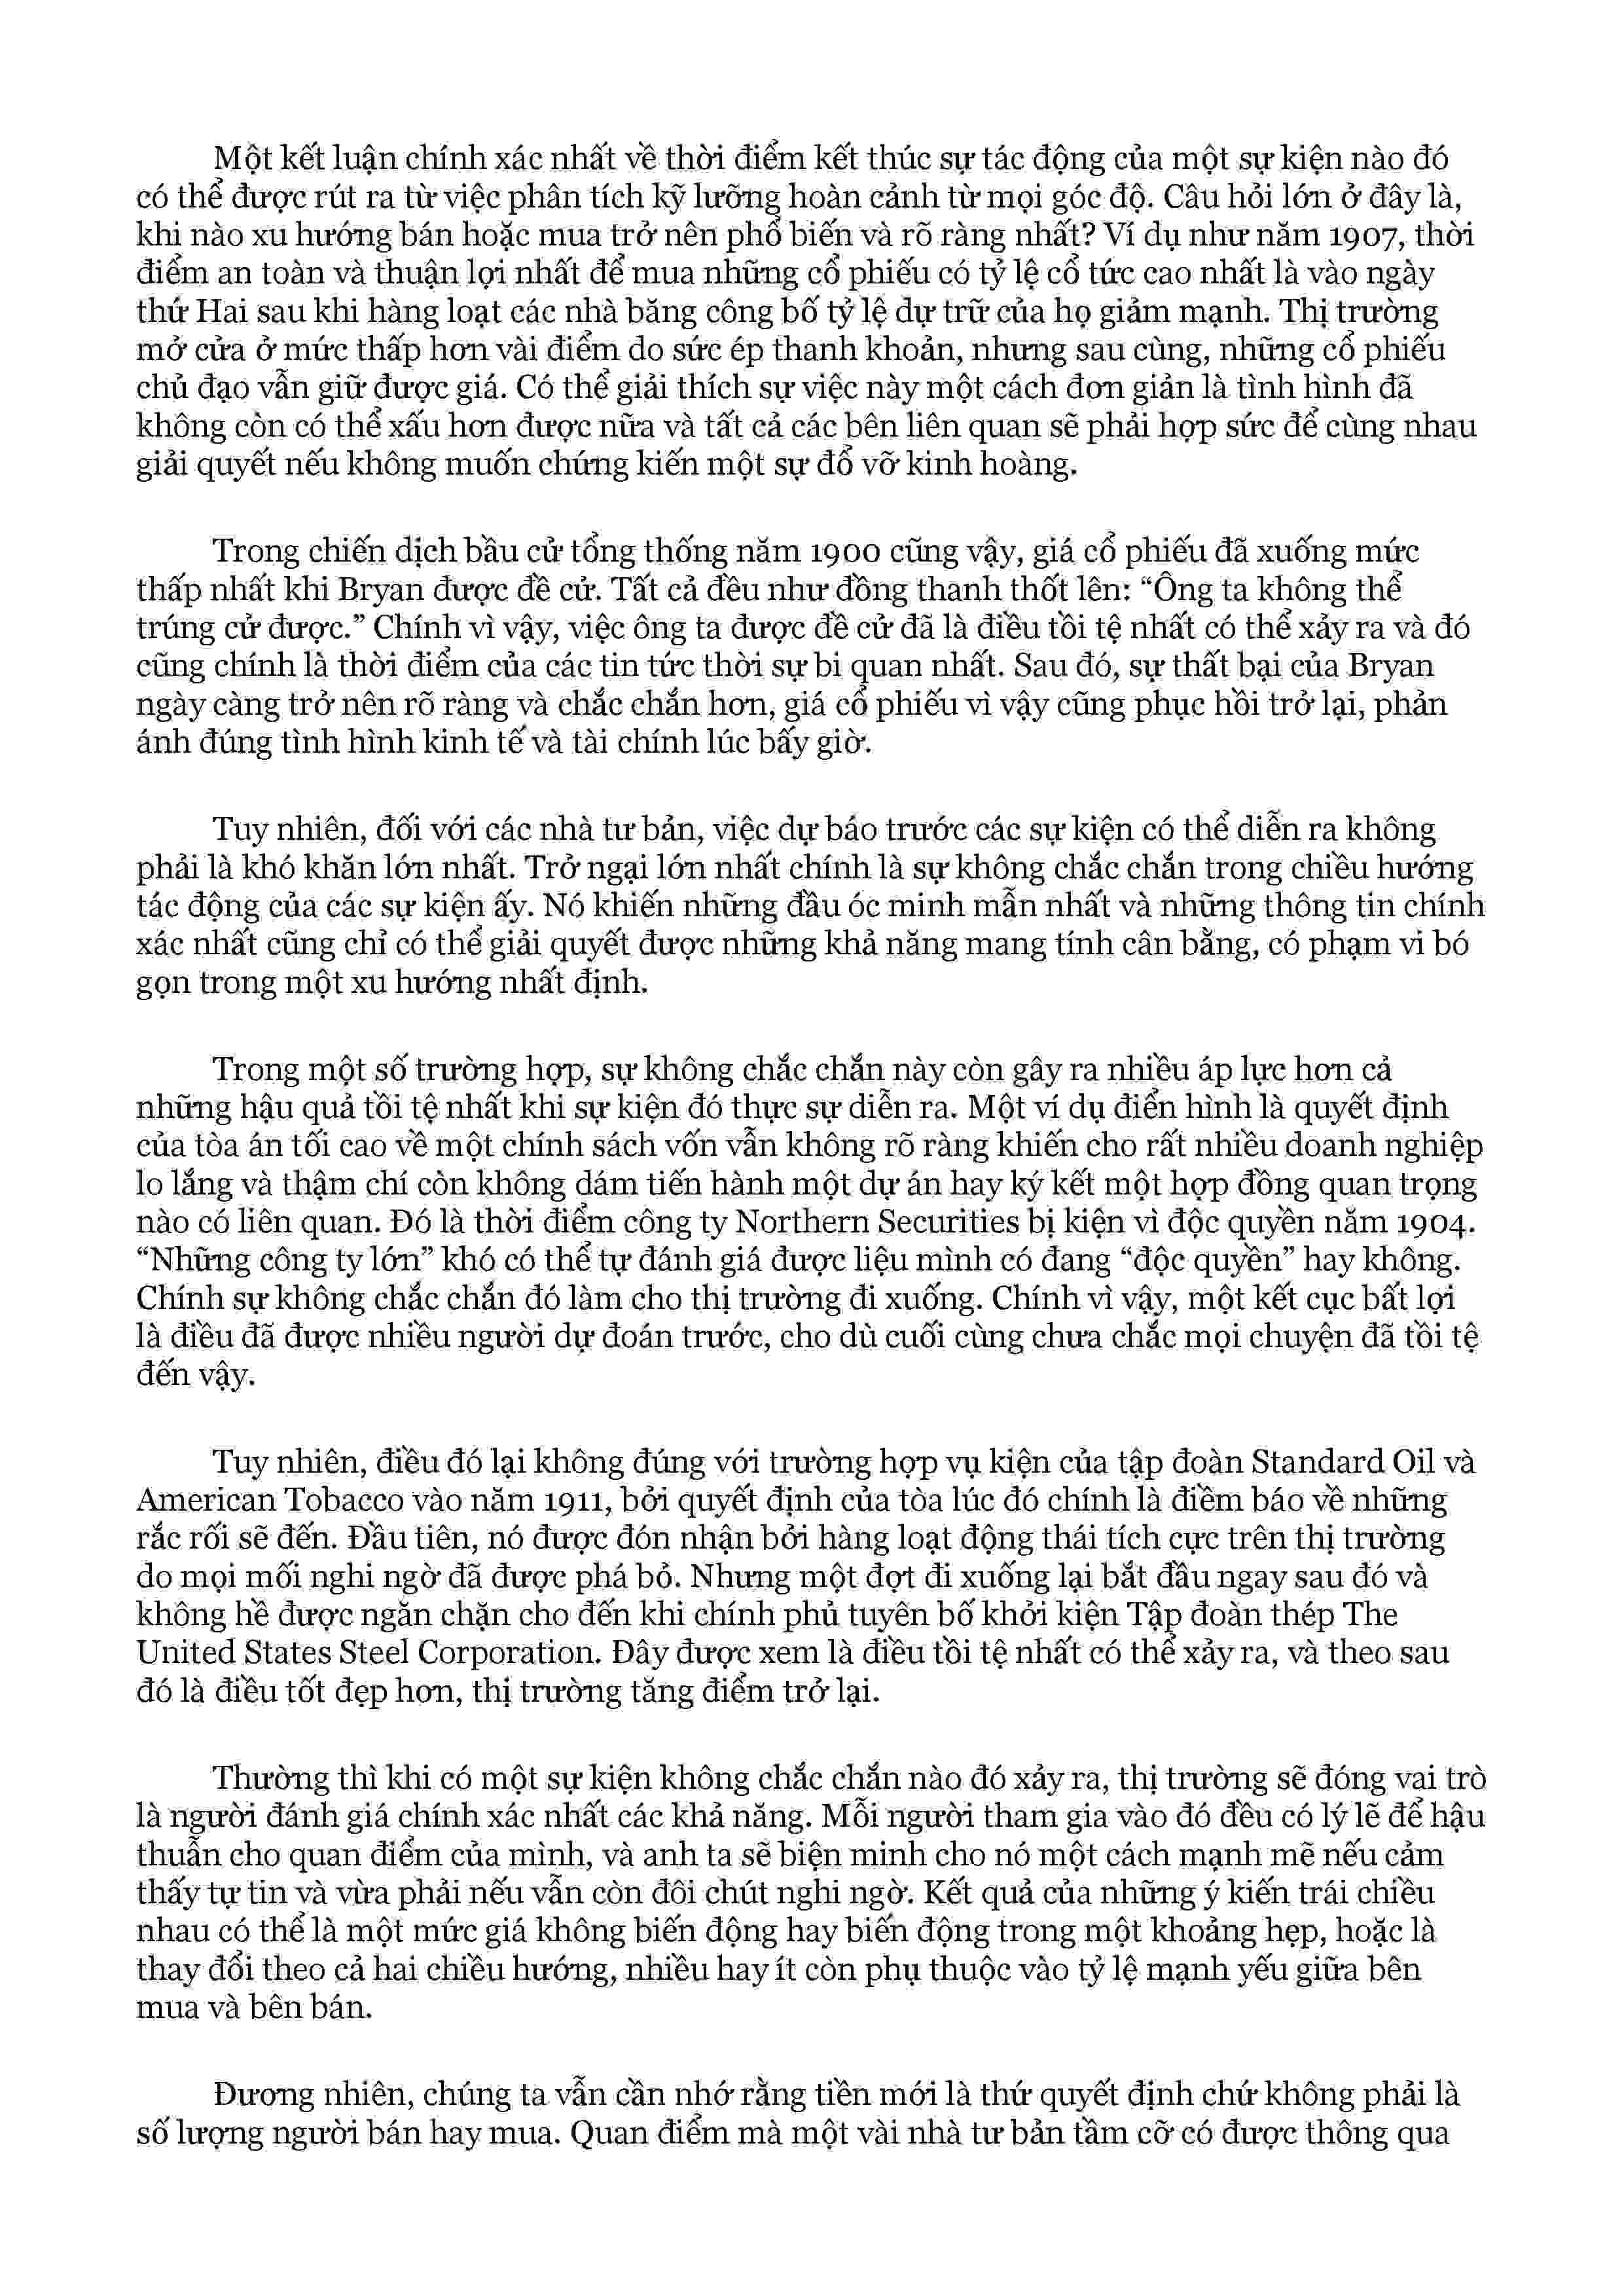 Một kết luận chính xác nhất về thời điểm kết thúc sự tác động của một sự kiện nào đó
có thể được rút ra từ việc phân tích kỹ lưỡng hoàn cảnh từ mọi góc độ. Câu hỏi lớn ở đây là,
khi nào xu hướng bán hoặc mua trở nên phổ biến và rõ ràng nhất? Ví dụ như năm 1907, thời
điểm an toàn và thuận lợi nhất để mua những cổ phiếu có tỷ lệ cổ tức cao nhất là vào ngày
thứ Hai sau khi hàng loạt các nhà băng công bố tỷ lệ dự trữ của họ giảm mạnh. Thị trường
mở cửa ở mức thấp hơn vài điểm do sức ép thanh khoản, nhưng sau cùng, những cổ phiếu
chủ đạo vẫn giữ được giá. Có thể giải thích sự việc này một cách đơn giản là tình hình đã
không còn có thể xấu hơn được nữa và tất cả các bên liên quan sẽ phải hợp sức để cùng nhau
giải quyết nếu không muốn chứng kiến một sự đổ vỡ kinh hoàng.
Trong chiến dịch bầu cử tổng thống năm 1900 cũng vậy, giá cổ phiếu đã xuống mức
thấp nhất khi Bryan được đề cử. Tất cả đều như đồng thanh thốt lên: “Ông ta không thể
trúng cử được.” Chính vì vậy, việc ông ta được đề cử đã là điều tồi tệ nhất có thể xảy ra và đó
cũng chính là thời điểm của các tin tức thời sự bi quan nhất. Sau đó, sự thất bại của Bryan
ngày càng trở nên rõ ràng và chắc chắn hơn, giá cổ phiếu vì vậy cũng phục hồi trở lại, phản
ánh đúng tình hình kinh tế và tài chính lúc bấy giờ.
Tuy nhiên, đối với các nhà tư bản, việc dự báo trước các sự kiện có thể diễn ra không
phải là khó khăn lớn nhất. Trở ngại lớn nhất chính là sự không chắc chắn trong chiều hướng
tác động của các sự kiện ấy. Nó khiến những đầu óc minh mẫn nhất và những thông tin chính
xác nhất cũng chỉ có thể giải quyết được những khả năng mang tính cân bằng, có phạm vi bó
gọn trong một xu hướng nhất định.
Trong một số trường hợp, sự không chắc chắn này còn gây ra nhiều áp lực hơn cả
những hậu quả tồi tệ nhất khi sự kiện đó thực sự diễn ra. Một ví dụ điển hình là quyết định
của tòa án tối cao về một chính sách vốn vẫn không rõ ràng khiến cho rất nhiều doanh nghiệp
lo lắng và thậm chí còn không dám tiến hành một dự án hay ký kết một hợp đồng quan trọng
nào có liên quan. Đó là thời điểm công ty Northern Securities bị kiện vì độc quyền năm 1904.
“Những công ty lớn” khó có thể tự đánh giá được liệu mình có đang “độc quyền” hay không.
Chính sự không chắc chắn đó làm cho thị trường đi xuống. Chính vì vậy, một kết cục bất lợi
là điều đã được nhiều người dự đoán trước, cho dù cuối cùng chưa chắc mọi chuyện đã tồi tệ
đến vậy.
Tuy nhiên, điều đó lại không đúng với trường hợp vụ kiện của tập đoàn Standard Oil và
American Tobacco vào năm 1911, bởi quyết định của tòa lúc đó chính là điềm báo về những
rắc rối sẽ đến. Đầu tiên, nó được đón nhận bởi hàng loạt động thái tích cực trên thị trường
do mọi mối nghi ngờ đã được phá bỏ. Nhưng một đợt đi xuống lại bắt đầu ngay sau đó và
không hề được ngăn chặn cho đến khi chính phủ tuyên bố khởi kiện Tập đoàn thép The
United States Steel Corporation. Đây được xem là điều tồi tệ nhất có thể xảy ra, và theo sau
đó là điều tốt đẹp hơn, thị trường tăng điểm trở lại.
Thường thì khi có một sự kiện không chắc chắn nào đó xảy ra, thị trường sẽ đóng vai trò
là người đánh giá chính xác nhất các khả năng. Mỗi người tham gia vào đó đều có lý lẽ để hậu
thuẫn cho quan điểm của mình, và anh ta sẽ biện minh cho nó một cách mạnh mẽ nếu cảm
thấy tự tin và vừa phải nếu vẫn còn đôi chút nghi ngờ. Kết quả của những ý kiến trái chiều
nhau có thể là một mức giá không biến động hay biến động trong một khoảng hẹp, hoặc là
thay đổi theo cả hai chiều hướng, nhiều hay ít còn phụ thuộc vào tỷ lệ mạnh yếu giữa bên
mua và bên bán.
Đương nhiên, chúng ta vẫn cần nhớ rằng tiền mới là thứ quyết định chứ không phải là
số lượng người bán hay mua. Quan điểm mà một vài nhà tư bản tầm cỡ có được thông qua